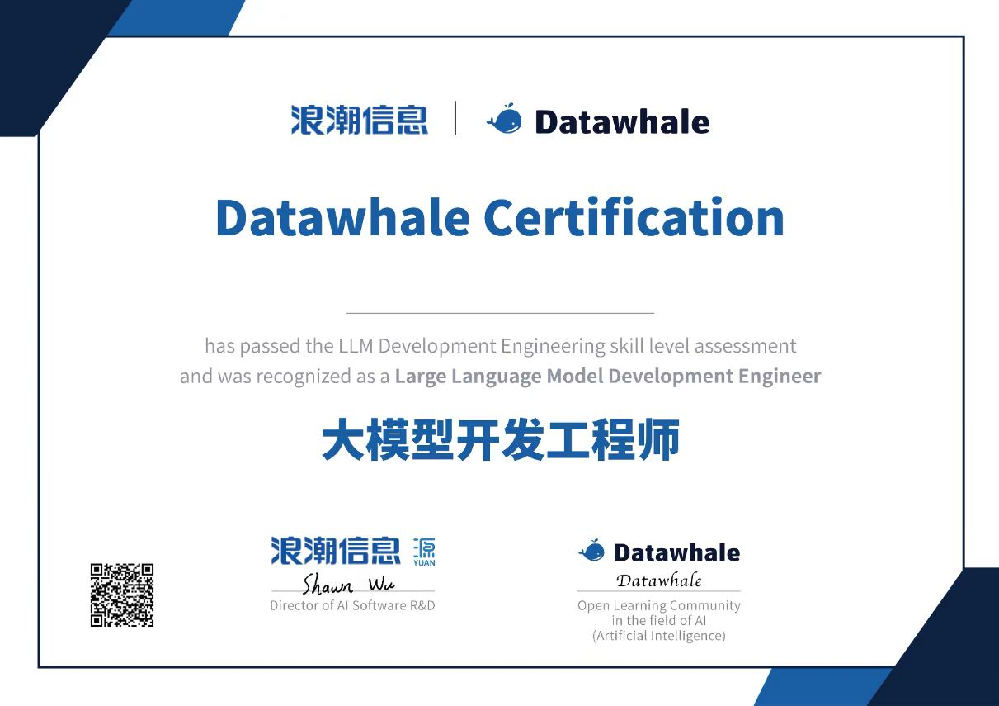 浪潮信息 | Datawhale
Datawhale Certification
has passed the LLM Development Engineering skill level assessment
and was recognized as a Large Language Model Development Engineer
大模型开发工程师
浪潮信息 源 YUAN
Shawn Wu
Director of AI Software R&D
Datawhale
Datawhale
Open Learning Community
in the field of AI
(Artificial Intelligence)